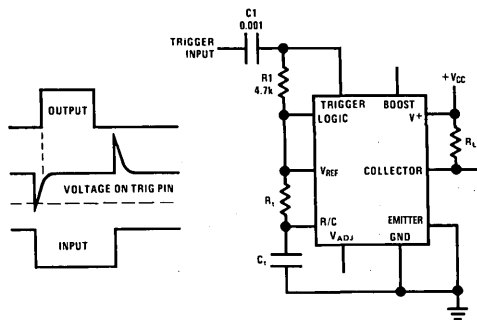 C1
0.001
TRIGGER
INPUT
R1
4.7k
+VCC
OUTPUT
TRIGGER
LOGIC
BOOST
V+
RL
VOLTAGE ON TRIG PIN
VREF
COLLECTOR
Rt
R/C
EMITTER
VADJ
GND
INPUT
Ct